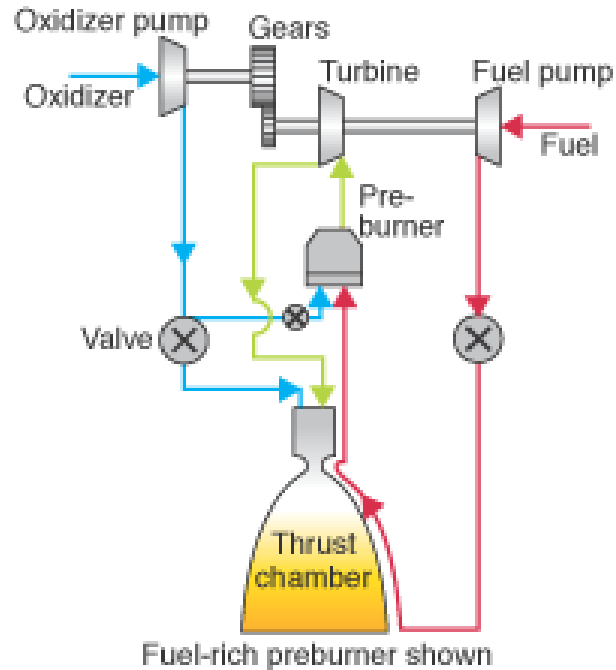 Oxidizer pump
Gears
Oxidizer
Turbine
Fuel pump
Fuel
Pre-
burner
Valve
Thrust
chamber
Fuel-rich preburner shown